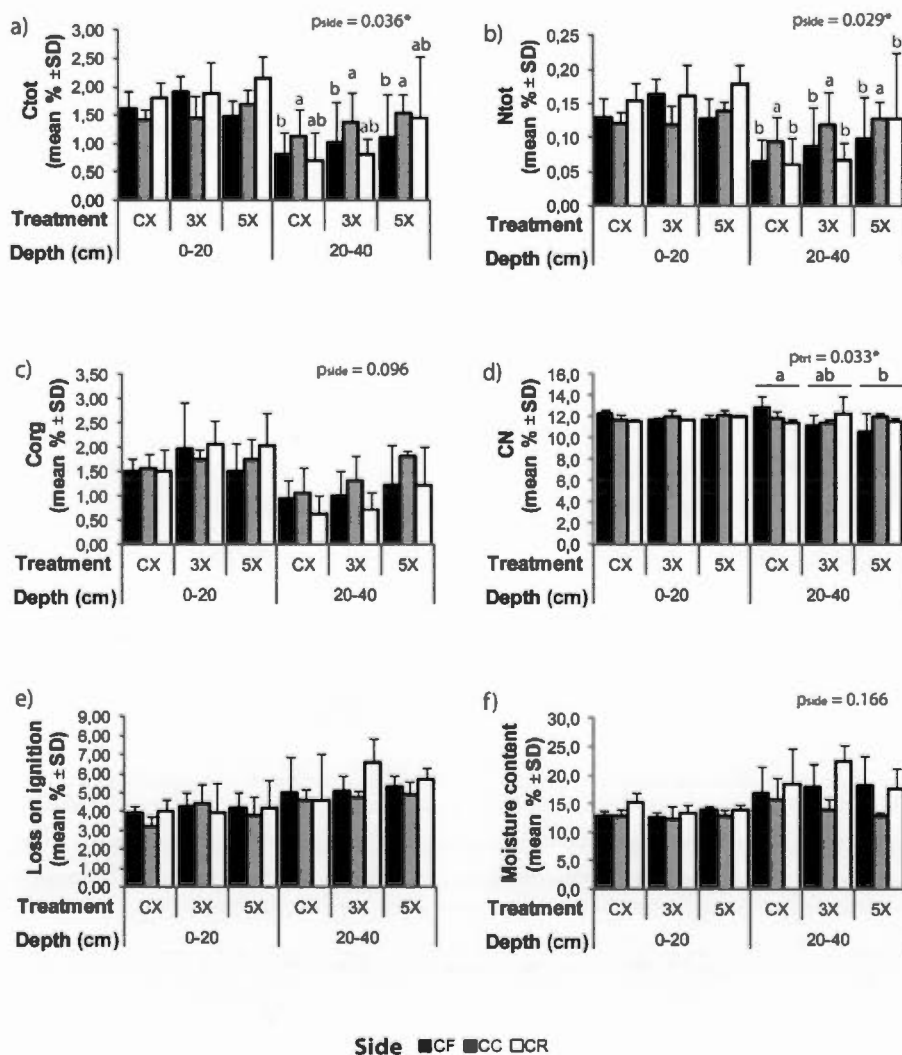 a)
pside = 0.036*
Ctot
(mean % ±SD)
3,50
3,00
2,50
2,00
1,50
1,00
0,50
0,00
b a ab b a ab b a ab
Treatment CX 3X 5X CX 3X 5X
Depth (cm) 0-20 20-40
b)
pside = 0.029*
Ntot
(mean % ±SD)
0,25
0,20
0,15
0,10
0,05
0,00
b a b b a b b a b
Treatment CX 3X 5X CX 3X 5X
Depth (cm) 0-20 20-40
c)
pside = 0.096
Corg
(mean % ±SD)
3,50
3,00
2,50
2,00
1,50
1,00
0,50
0,00
Treatment CX 3X 5X CX 3X 5X
Depth (cm) 0-20 20-40
d)
ptrt = 0.033*
CN
(mean % ±SD)
16,0
14,0
12,0
10,0
8,0
6,0
4,0
2,0
,0
a ab b
Treatment CX 3X 5X CX 3X 5X
Depth (cm) 0-20 20-40
e)
Loss on ignition
(mean % ±SD)
9,00
8,00
7,00
6,00
5,00
4,00
3,00
2,00
1,00
0,00
Treatment CX 3X 5X CX 3X 5X
Depth (cm) 0-20 20-40
f)
pside = 0.166
Moisture content
(mean % ±SD)
30,0
25,0
20,0
15,0
10,0
5,0
,0
Treatment CX 3X 5X CX 3X 5X
Depth (cm) 0-20 20-40
Side CF CC CR